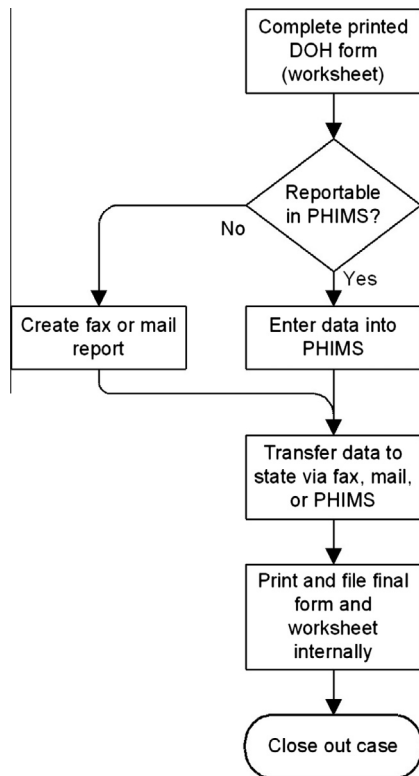 Complete printed
DOH form
(worksheet)
Reportable
in PHIMS?
No
Yes
Create fax or mail
report
Enter data into
PHIMS
Transfer data to
state via fax, mail,
or PHIMS
Print and file final
form and
worksheet
internally
Close out case